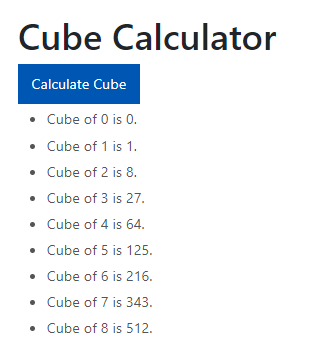 Cube Calculator
Calculate Cube
Cube of 0 is 0.
Cube of 1 is 1.
Cube of 2 is 8.
Cube of 3 is 27.
Cube of 4 is 64.
Cube of 5 is 125.
Cube of 6 is 216.
Cube of 7 is 343.
Cube of 8 is 512.